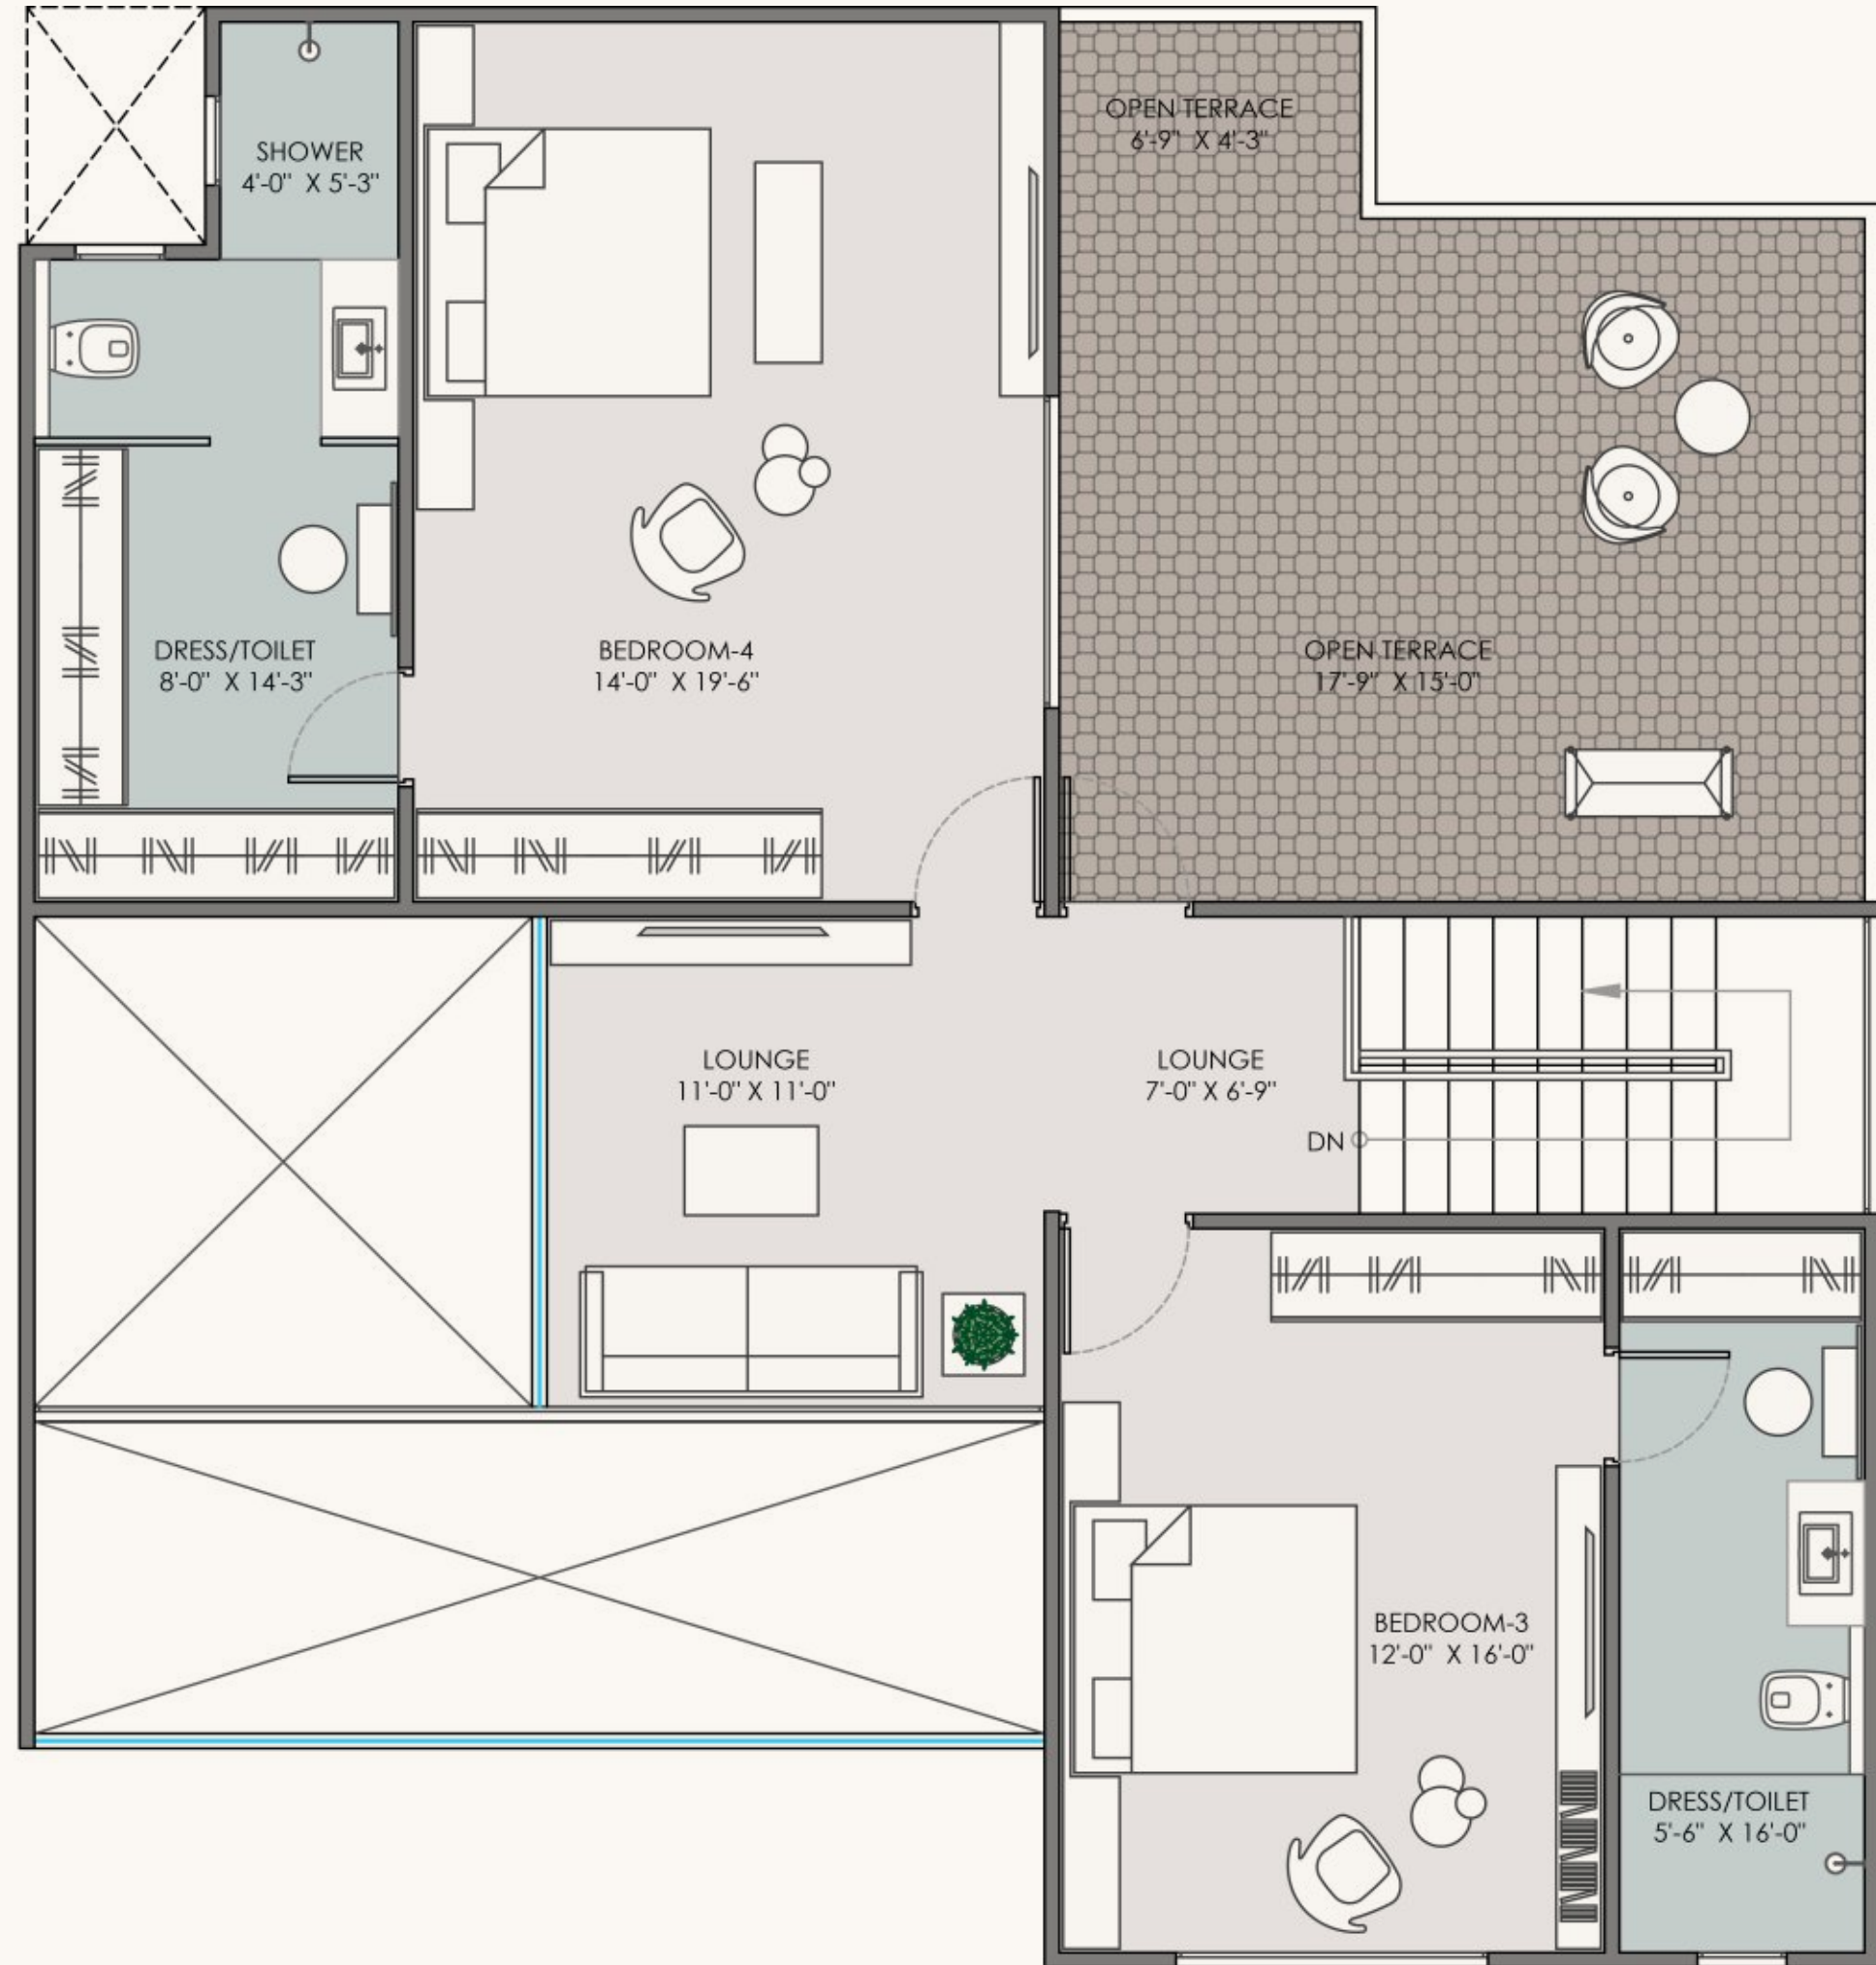 OPEN TERRACE
6'-9" X 4'-3"
SHOWER
4'-0" X 5'-3"
DRESS/TOILET
8'-0" X 14'-3"
BEDROOM-4
14'-0" X 19'-6"
OPEN TERRACE
17'-9" X 15'-0"
LOUNGE
11'-0" X 11'-0"
LOUNGE
7'-0" X 6'-9"
DN
BEDROOM-3
12'-0" X 16'-0"
DRESS/TOILET
5'-6" X 16'-0"